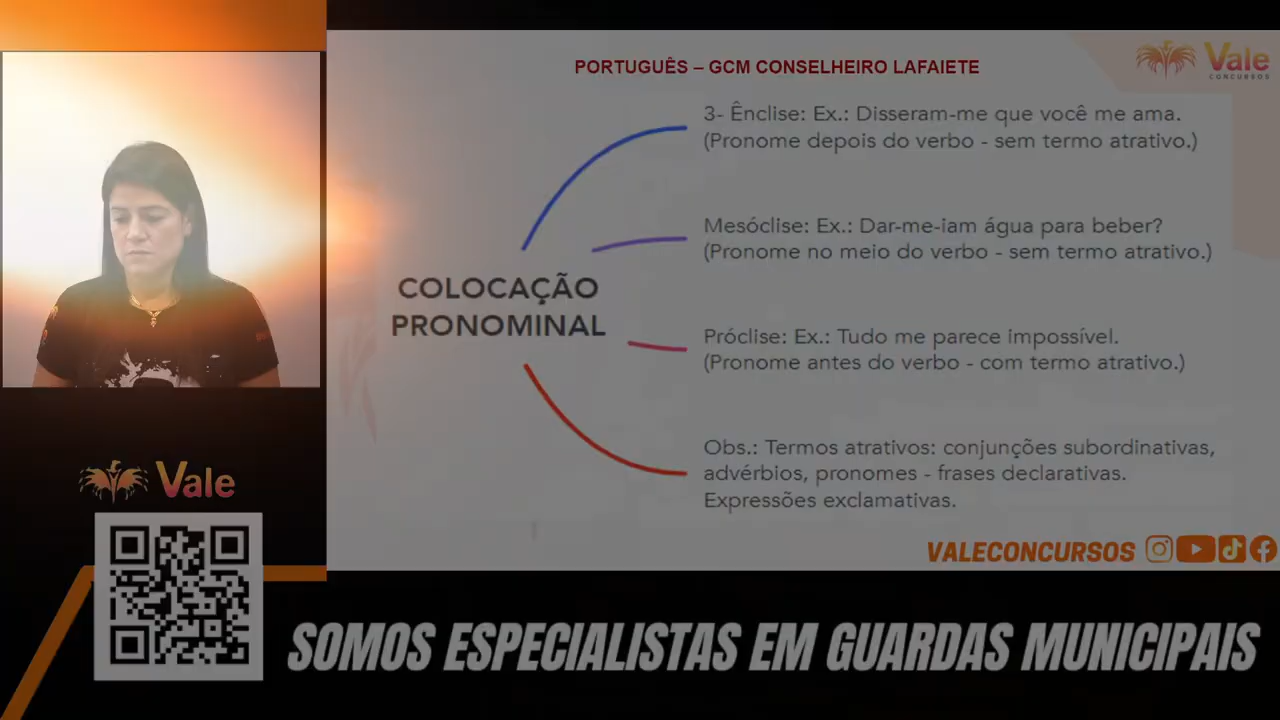 PORTUGUÊS – GCM CONSELHEIRO LAFAIETE
Vale
CONCURSOS
3- Ênclise: Ex.: Disseram-me que você me ama.
(Pronome depois do verbo - sem termo atrativo.)
Mesóclise: Ex.: Dar-me-iam água para beber?
(Pronome no meio do verbo - sem termo atrativo.)
COLOCAÇÃO
PRONOMINAL
Próclise: Ex.: Tudo me parece impossível.
(Pronome antes do verbo - com termo atrativo.)
Obs.: Termos atrativos: conjunções subordinativas,
advérbios, pronomes - frases declarativas.
Expressões exclamativas.
Vale
VALECONCURSOS
SOMOS ESPECIALISTAS EM GUARDAS MUNICIPAIS